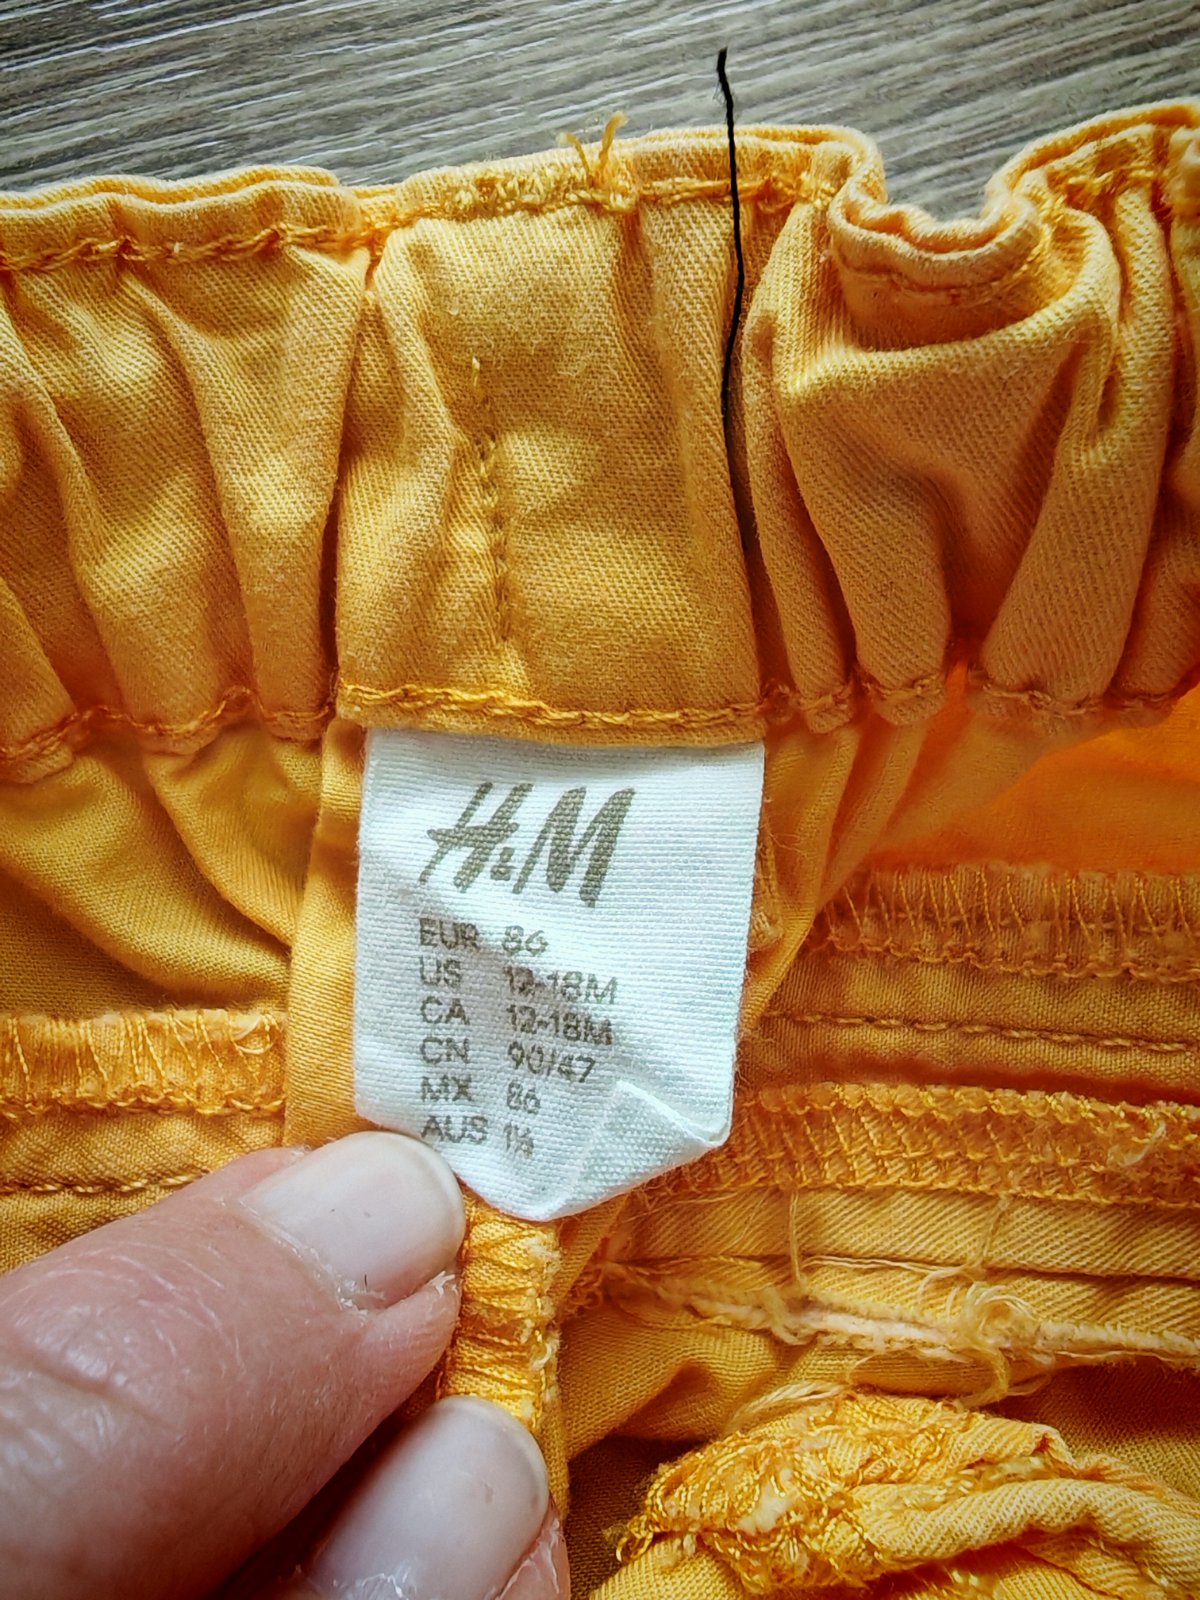 H&M
EUR 86
US 12-18M
CA 12-18M
CN 90/47
MX 86
AUS 1½